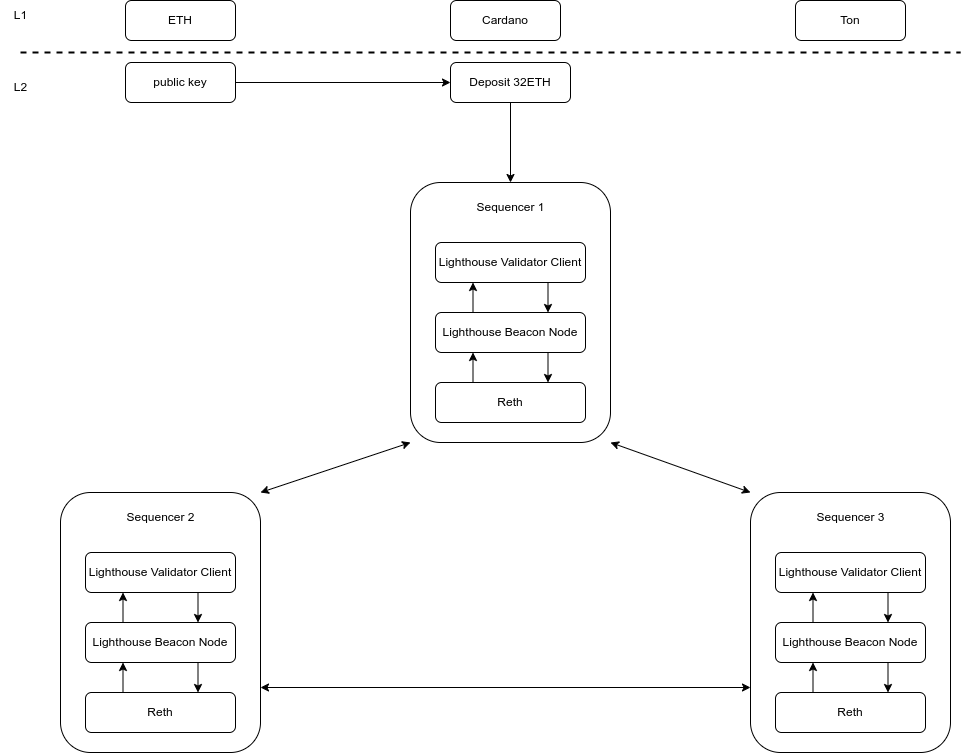 L1
ETH
Cardano
Ton
L2
public key
Deposit 32ETH
Sequencer 1
Lighthouse Validator Client
Lighthouse Beacon Node
Reth
Sequencer 2
Lighthouse Validator Client
Lighthouse Beacon Node
Reth
Sequencer 3
Lighthouse Validator Client
Lighthouse Beacon Node
Reth